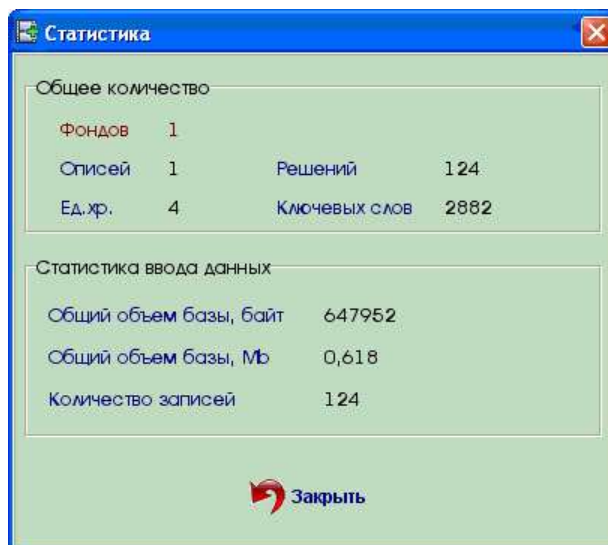 Статистика
Общее количество
Фондов 1
Описей 1 Решений 124
Ед.хр. 4 Ключевых слов 2882
Статистика ввода данных
Общий объем базы, байт 647952
Общий объем базы, Mb 0,618
Количество записей 124
Закрыть